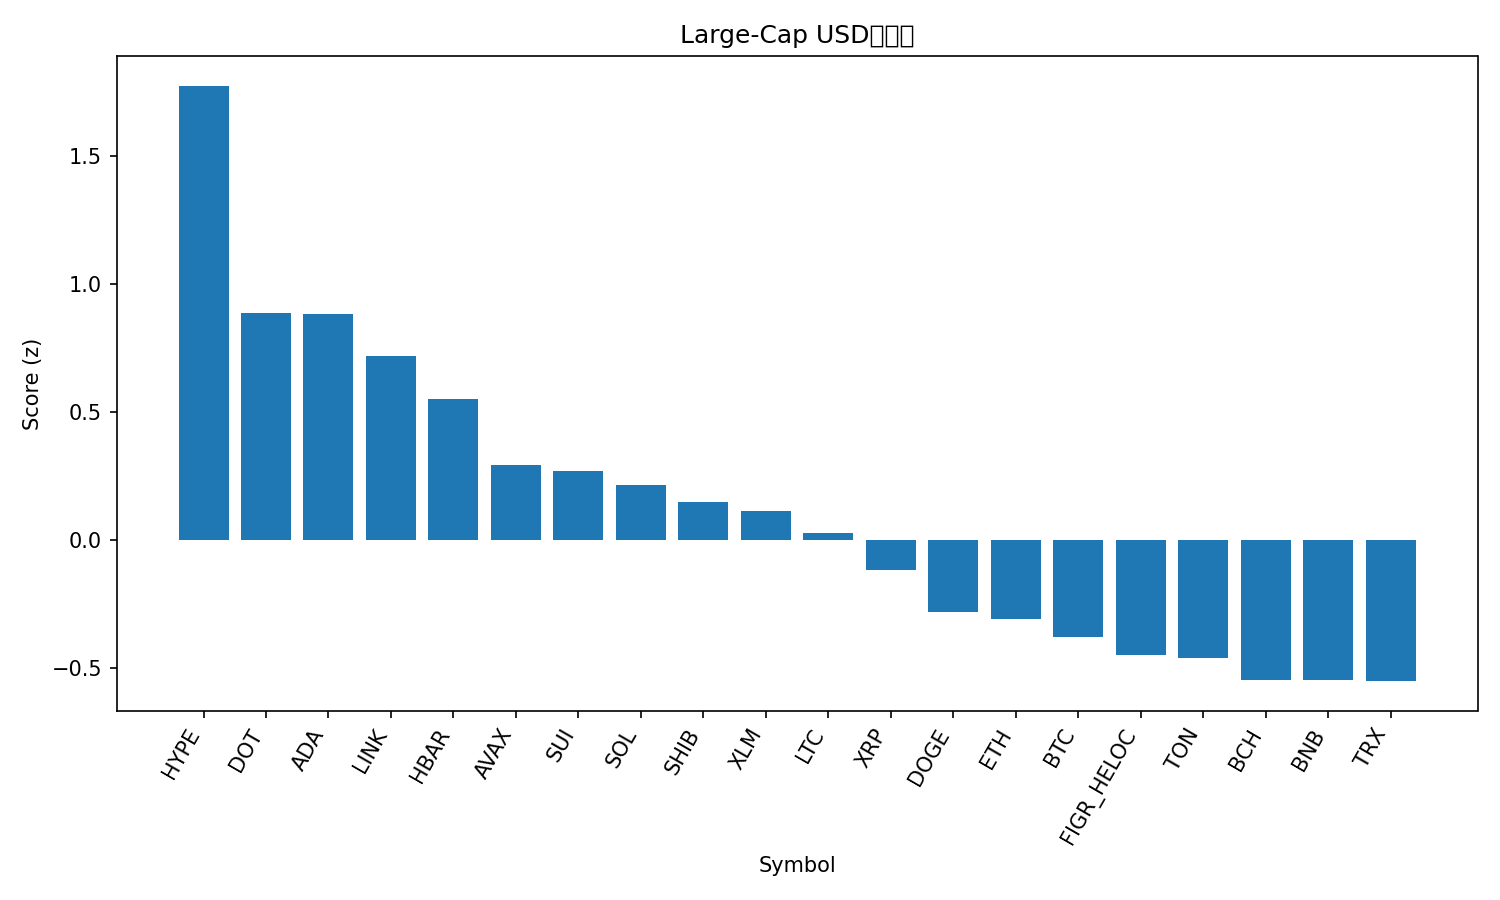 Large-Cap USD
1.5
1.0
0.5
0.0
−0.5
Score (z)
HYPE
DOT
ADA
LINK
HBAR
AVAX
SUI
SOL
SHIB
XLM
LTC
XRP
DOGE
ETH
BTC
FIGR_HELOC
TON
BCH
BNB
TRX
Symbol